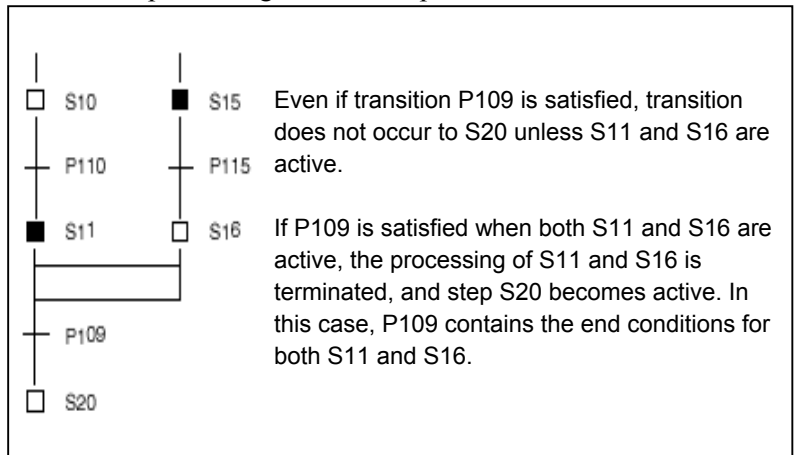 S10 S15 Even if transition P109 is satisfied, transition
does not occur to S20 unless S11 and S16 are
P110 P115 active.
S11 S16 If P109 is satisfied when both S11 and S16 are
active, the processing of S11 and S16 is
terminated, and step S20 becomes active. In
P109 this case, P109 contains the end conditions for
both S11 and S16.
S20